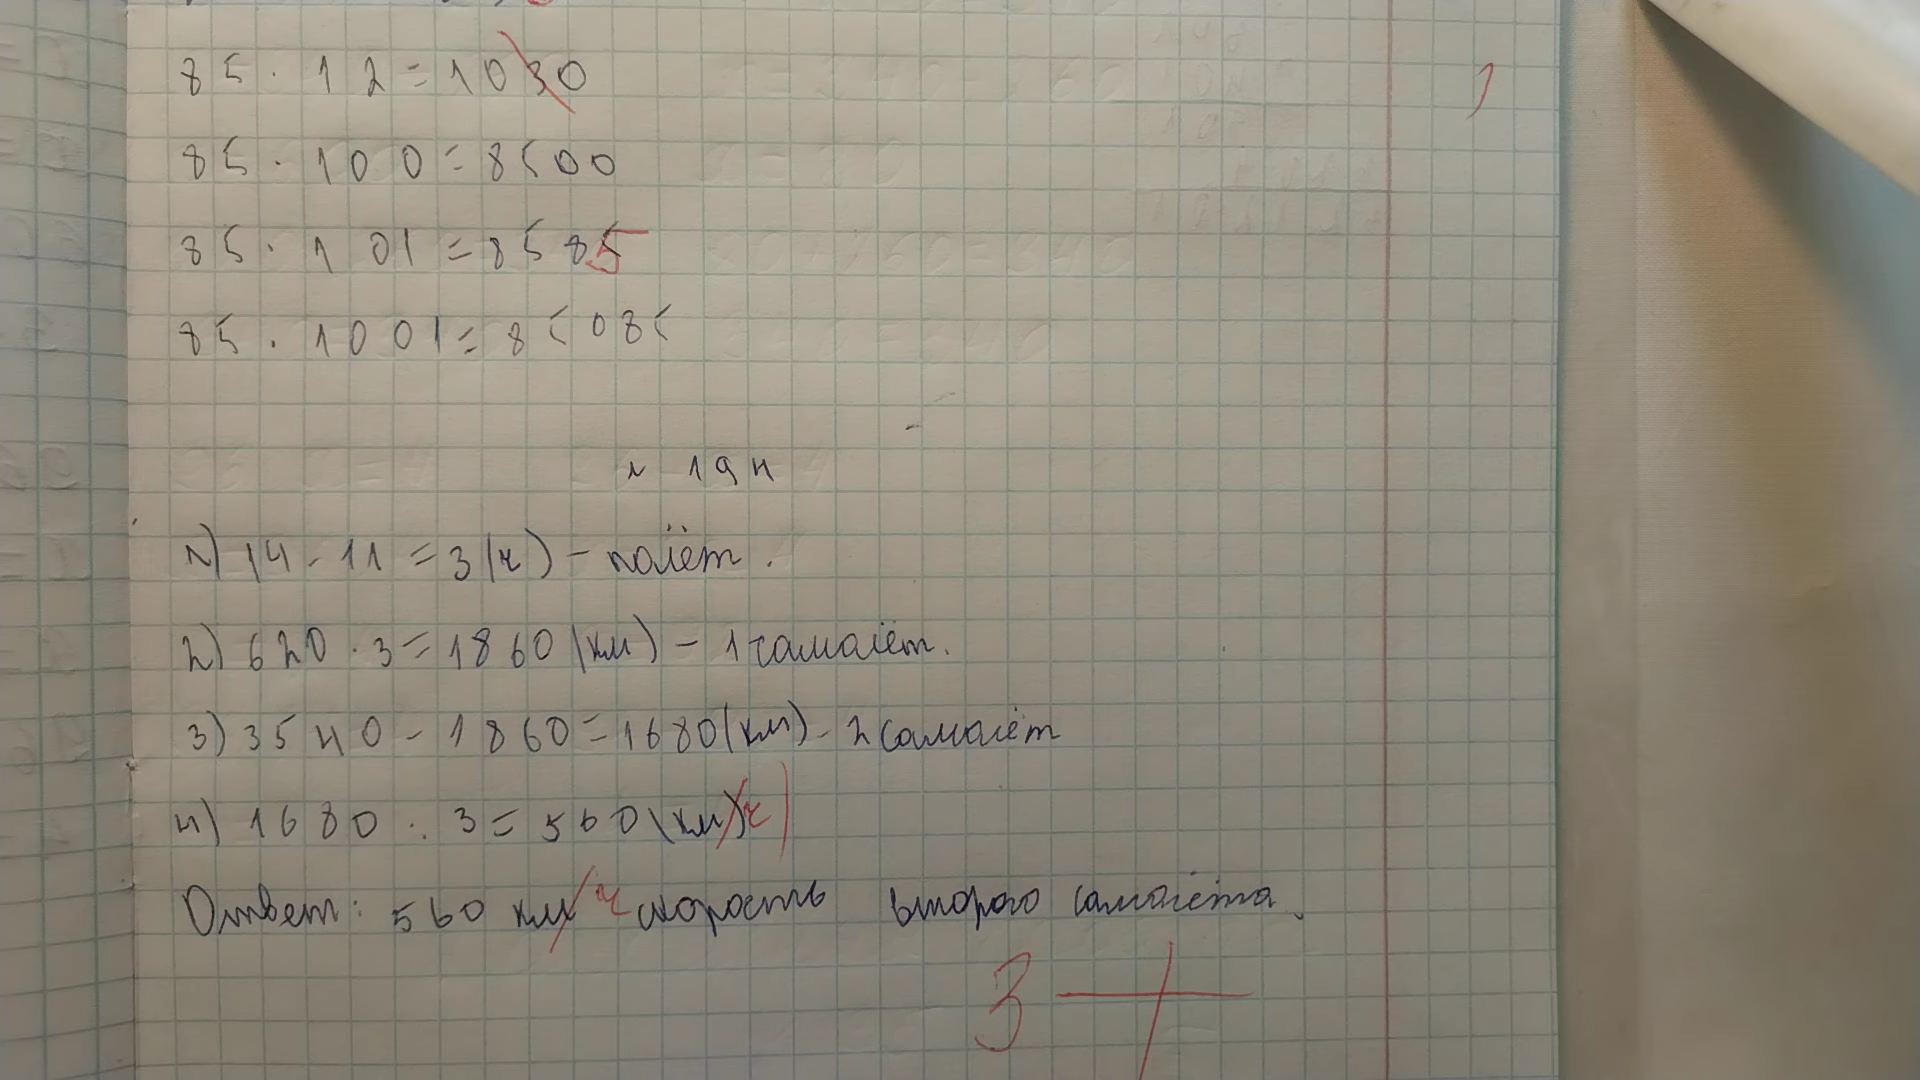 85 · 12 = 1030
85 · 100 = 8500
85 · 101 = 8585
85 · 1001 = 85085
№ 194
1) 14 - 11 = 3 (ч) - полёт.
2) 620 · 3 = 1860 (км) - 1 самолёт.
3) 3540 - 1860 = 1680 (км) - 2 самолёт
4) 1680 : 3 = 560 (км/ч)
Ответ: 560 км/ч скорость второго самолёта.
3+